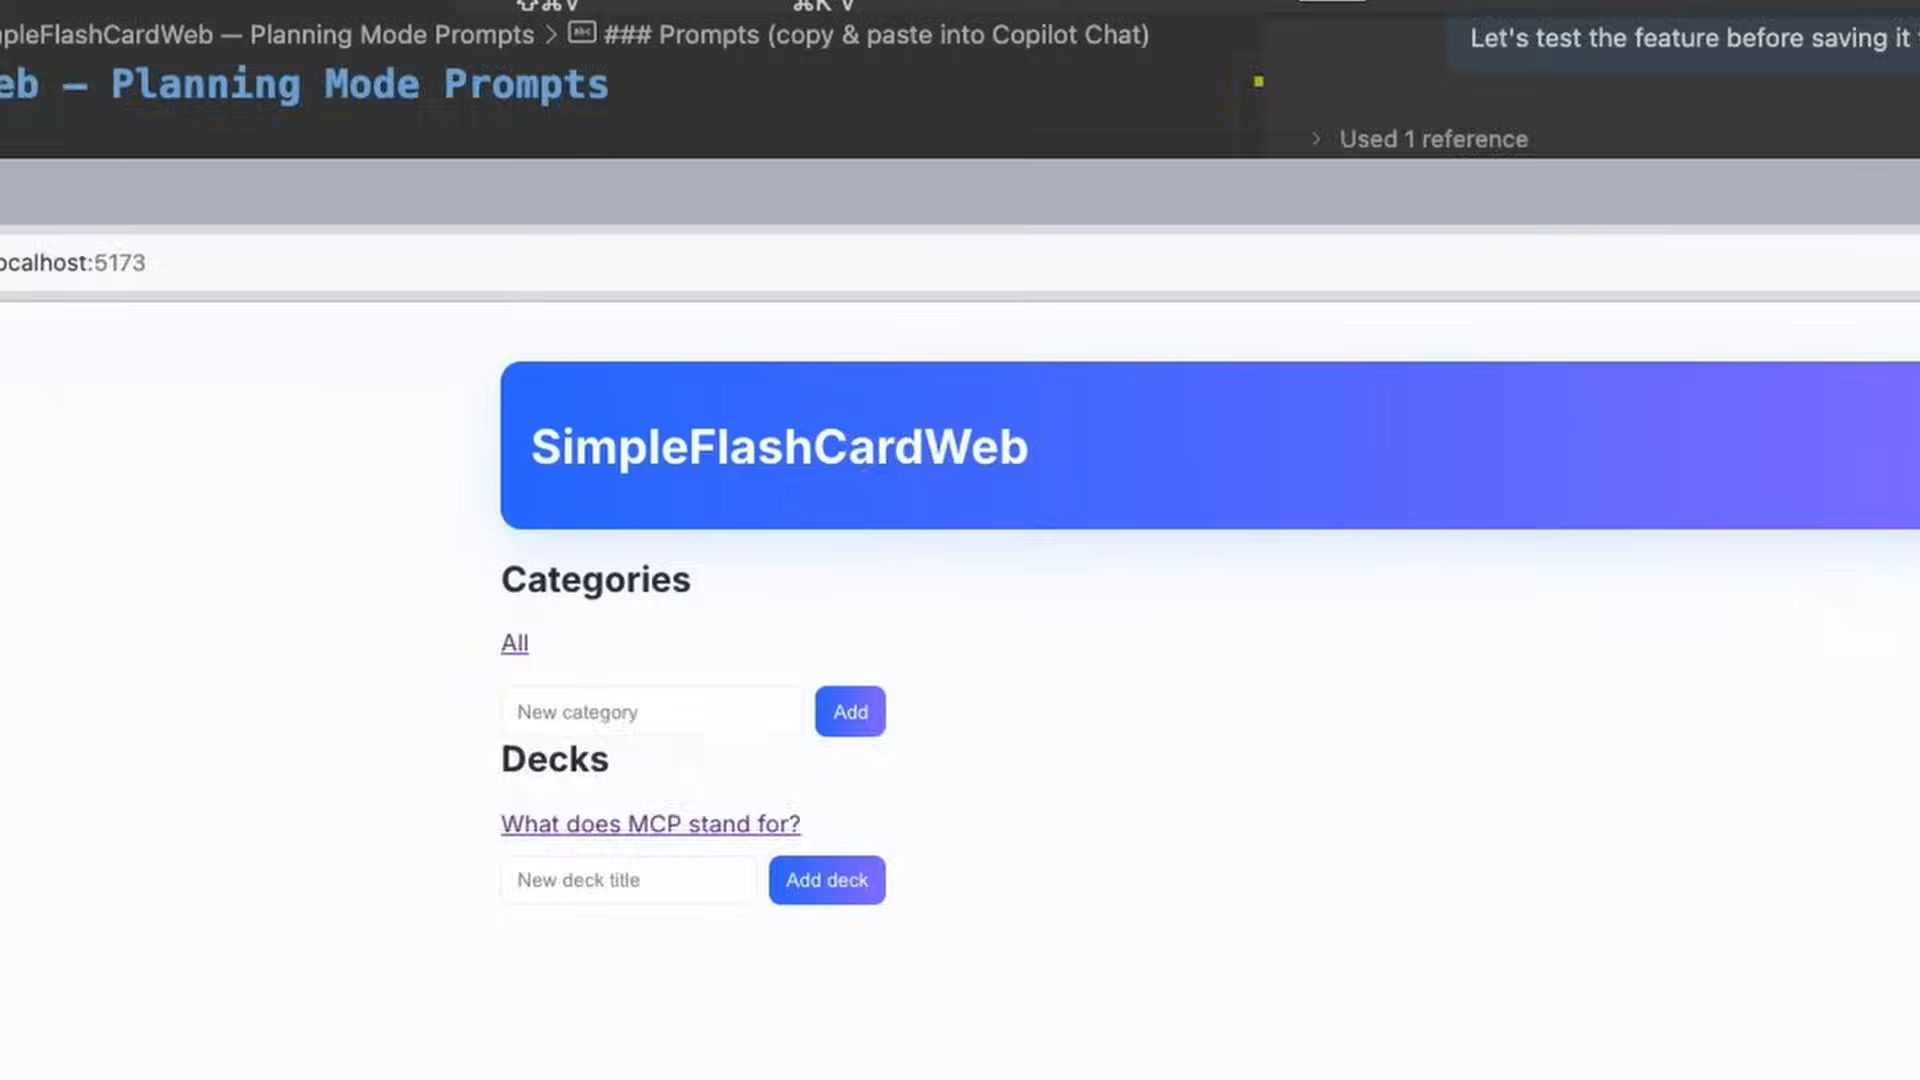 ⇧⌘V ⌘K V
pleFlashCardWeb — Planning Mode Prompts > ### Prompts (copy & paste into Copilot Chat)
Let's test the feature before saving it
eb — Planning Mode Prompts
> Used 1 reference
ocalhost:5173
SimpleFlashCardWeb
Categories
All
New category
Add
Decks
What does MCP stand for?
New deck title
Add deck